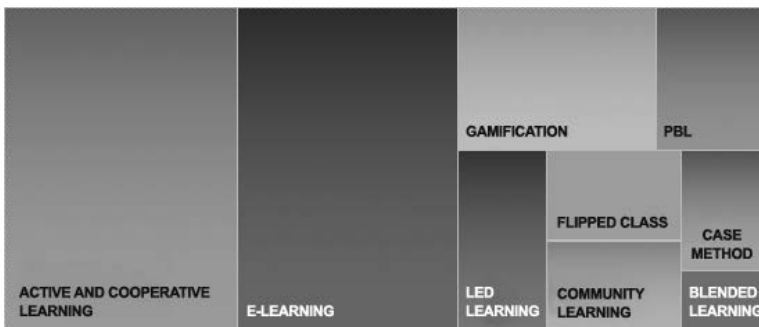 GAMIFICATION
PBL
FLIPPED CLASS
CASE
METHOD
ACTIVE AND COOPERATIVE
LEARNING
E-LEARNING
LED
LEARNING
COMMUNITY
LEARNING
BLENDED
LEARNING